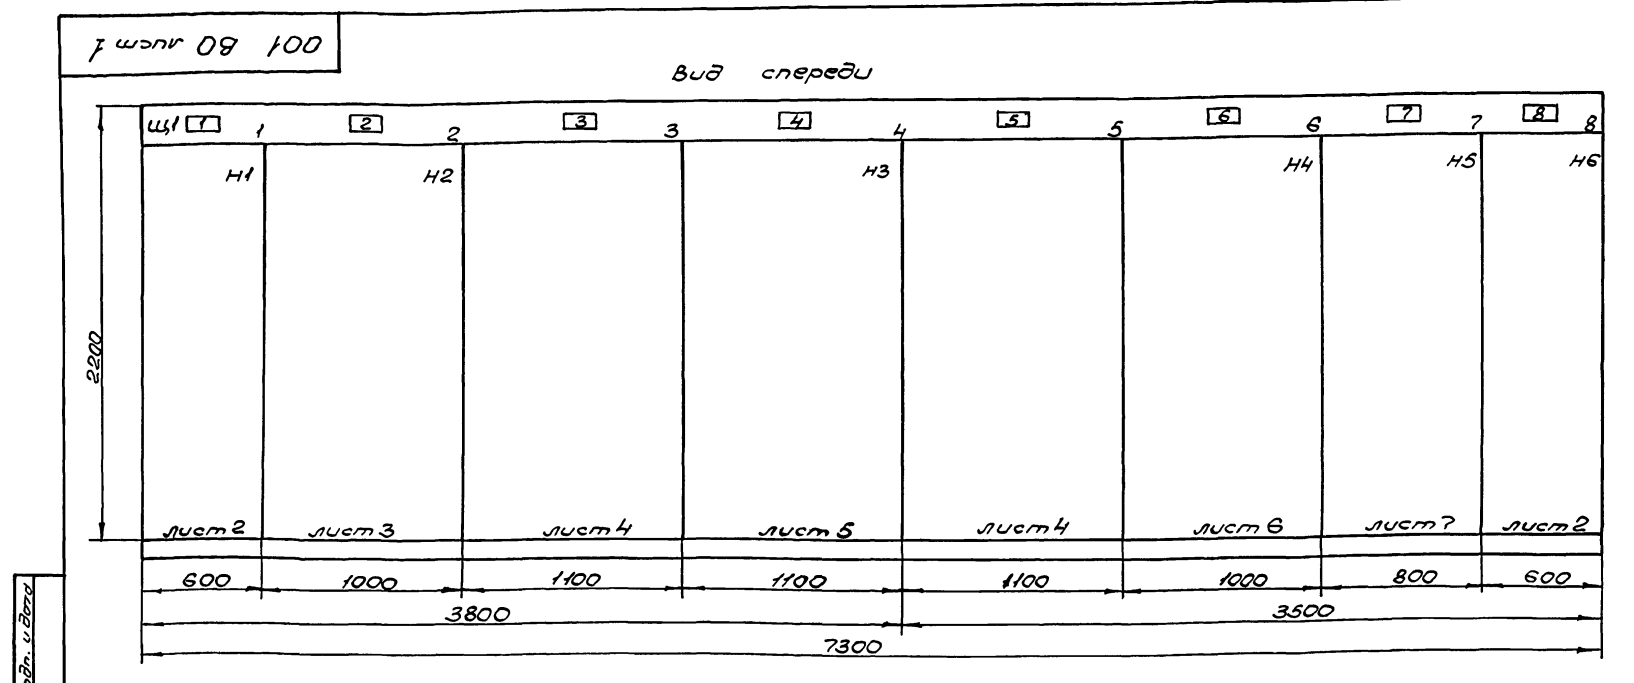 001 ВО лист 1
Вид спереди
Щ1 1 1 2 2 3 3 4 4 5 5 6 6 7 7 8 8
Н1 Н2 Н3 Н4 Н5 Н6
2200
лист 2 лист 3 лист 4 лист 5 лист 4 лист 6 лист 7 лист 2
600 1000 1100 1100 1100 1000 800 600
3800 3500
7300
и дата